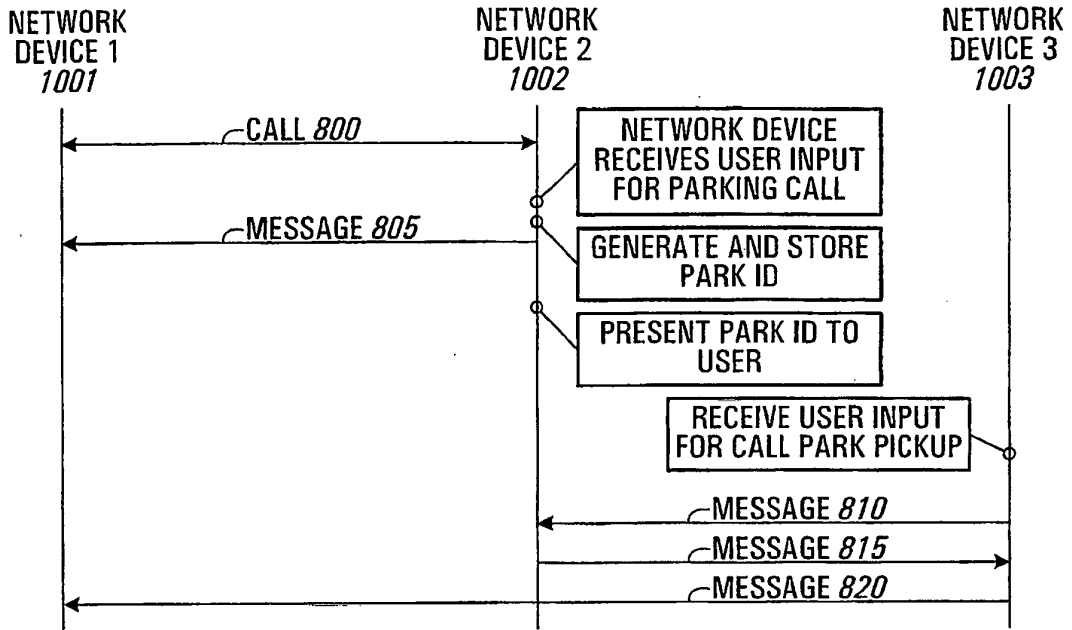 NETWORK
DEVICE 1
1001
NETWORK
DEVICE 2
1002
NETWORK
DEVICE 3
1003
CALL 800
NETWORK DEVICE
RECEIVES USER INPUT
FOR PARKING CALL
MESSAGE 805
GENERATE AND STORE
PARK ID
PRESENT PARK ID TO
USER
RECEIVE USER INPUT
FOR CALL PARK PICKUP
MESSAGE 810
MESSAGE 815
MESSAGE 820